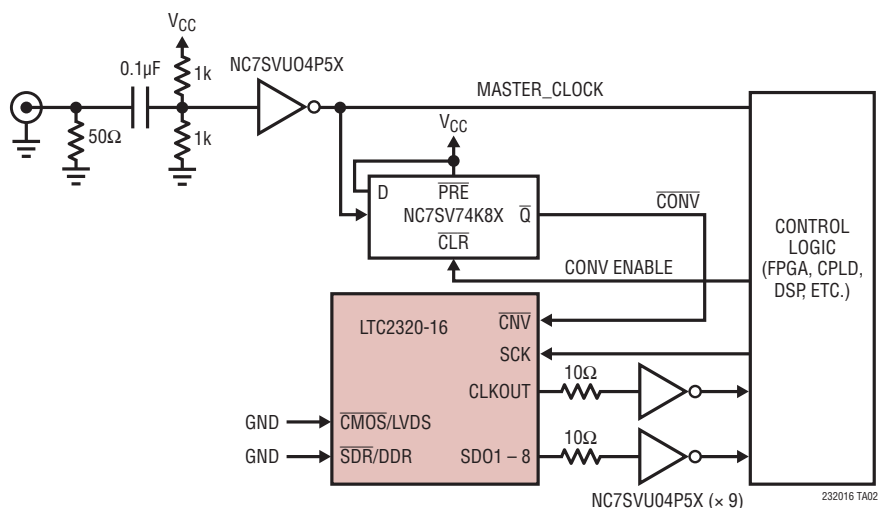 VCC
0.1µF
1k
NC7SVUO4P5X
MASTER_CLOCK
50Ω
1k
VCC
D
PRE
NC7SV74K8X
Q
CLR
CONV
CONV ENABLE
CONTROL
LOGIC
(FPGA, CPLD,
DSP, ETC.)
LTC2320-16
CNV
SCK
CLKOUT
10Ω
GND
CMOS/LVDS
GND
SDR/DDR
SDO1 – 8
10Ω
NC7SVU04P5X (× 9)
232016 TA02